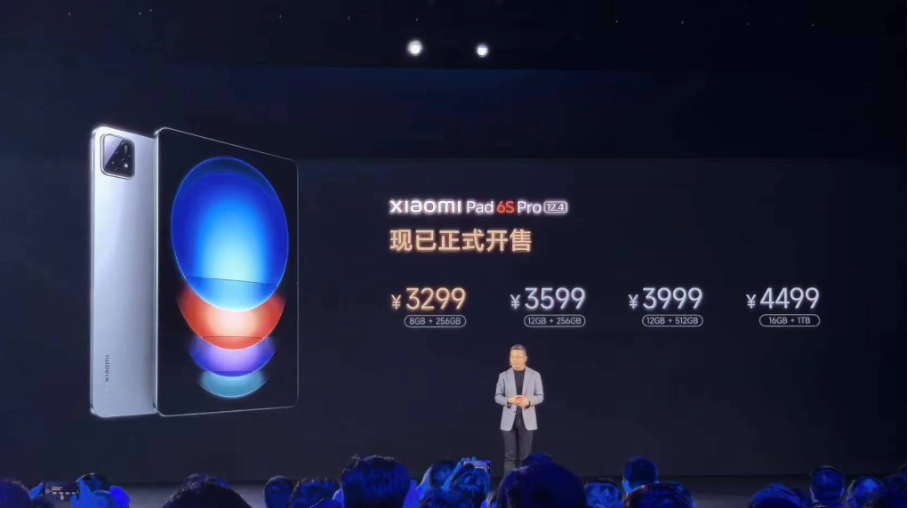 xiaomi Pad 6S Pro 12.4
现已正式开售
¥3299 ¥3599 ¥3999 ¥4499
8GB + 256GB 12GB + 256GB 12GB + 512GB 16GB + 1TB
xiaomi